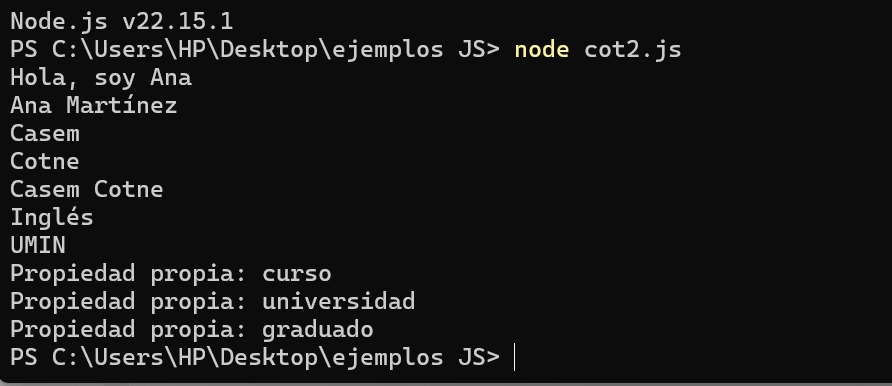 Node.js v22.15.1
PS C:\Users\HP\Desktop\ejemplos JS> node cot2.js
Hola, soy Ana
Ana Martínez
Casem
Cotne
Casem Cotne
Inglés
UMIN
Propiedad propia: curso
Propiedad propia: universidad
Propiedad propia: graduado
PS C:\Users\HP\Desktop\ejemplos JS>